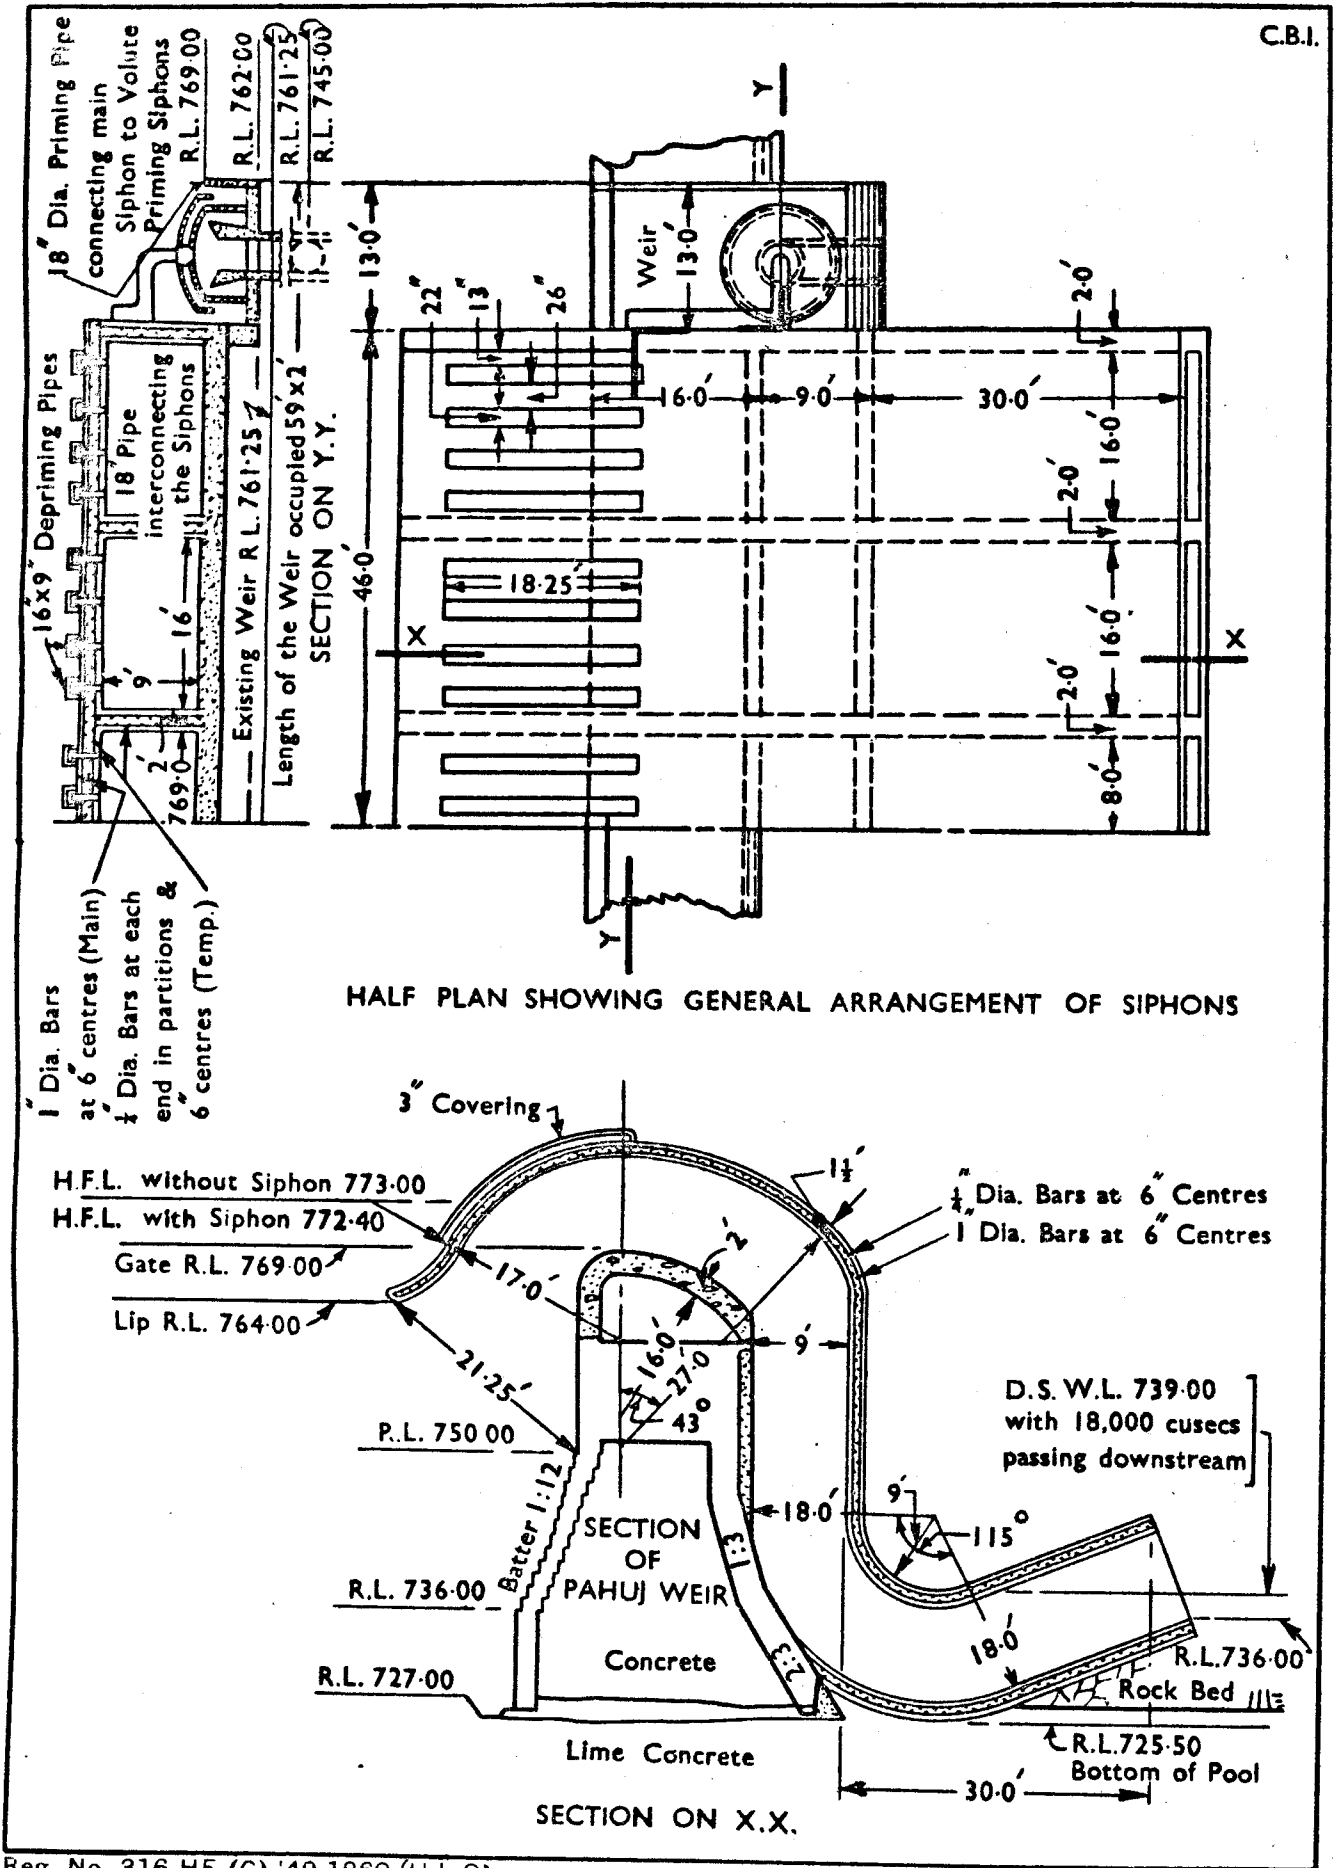 C.B.I.
18" Dia. Priming Pipe
connecting main
Siphon to Volute
Priming Siphons
R.L. 769·00
R.L. 762·00
R.L. 761·25
R.L. 745·00
16"x9" Depriming Pipes
18" Pipe
interconnecting
the Siphons
9'
16'
2'
769·0
Existing Weir R L.761·25
Length of the Weir occupied 59'x2'
SECTION ON Y.Y.
1" Dia. Bars
at 6" centres (Main)
Dia. Bars at each
end in partitions &
6" centres (Temp.)
Y
13·0'
46·0'
Weir
13·0'
22"
13"
26"
16·0'
9·0'
30·0'
2·0'
16·0'
2·0'
18·25'
16·0'
X
X
2·0'
8·0'
Y
HALF PLAN SHOWING GENERAL ARRANGEMENT OF SIPHONS
3" Covering
H.F.L. without Siphon 773·00
H.F.L. with Siphon 772·40
Gate R.L. 769·00
Lip R.L. 764·00
1½'
¼" Dia. Bars at 6" Centres
1" Dia. Bars at 6" Centres
2'
17·0'
16·0'
27·0'
43°
9'
21·25'
R.L. 750 00
D.S. W.L. 739·00
with 18,000 cusecs
passing downstream
Batter 1:12
18·0'
9'
115°
SECTION
OF
PAHUJ WEIR
1:3
R.L. 736·00
18·0'
Concrete
2:3
R.L.736·00
R.L. 727·00
Rock Bed
Lime Concrete
R.L.725·50
Bottom of Pool
30·0'
SECTION ON X.X.